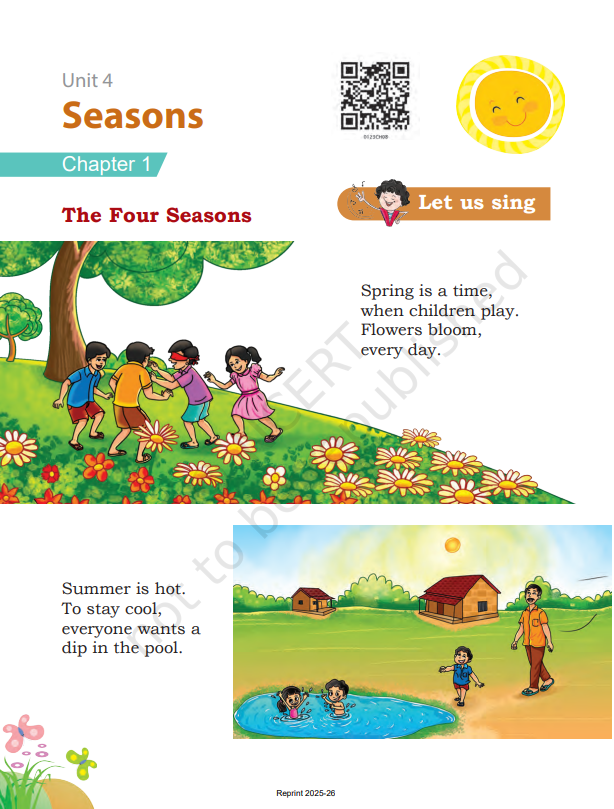 Unit 4
Seasons
Chapter 1
0123CH08
The Four Seasons
Let us sing
Spring is a time,
when children play.
Flowers bloom,
every day.
Summer is hot.
To stay cool,
everyone wants a
dip in the pool.
not to be republished
Reprint 2025-26